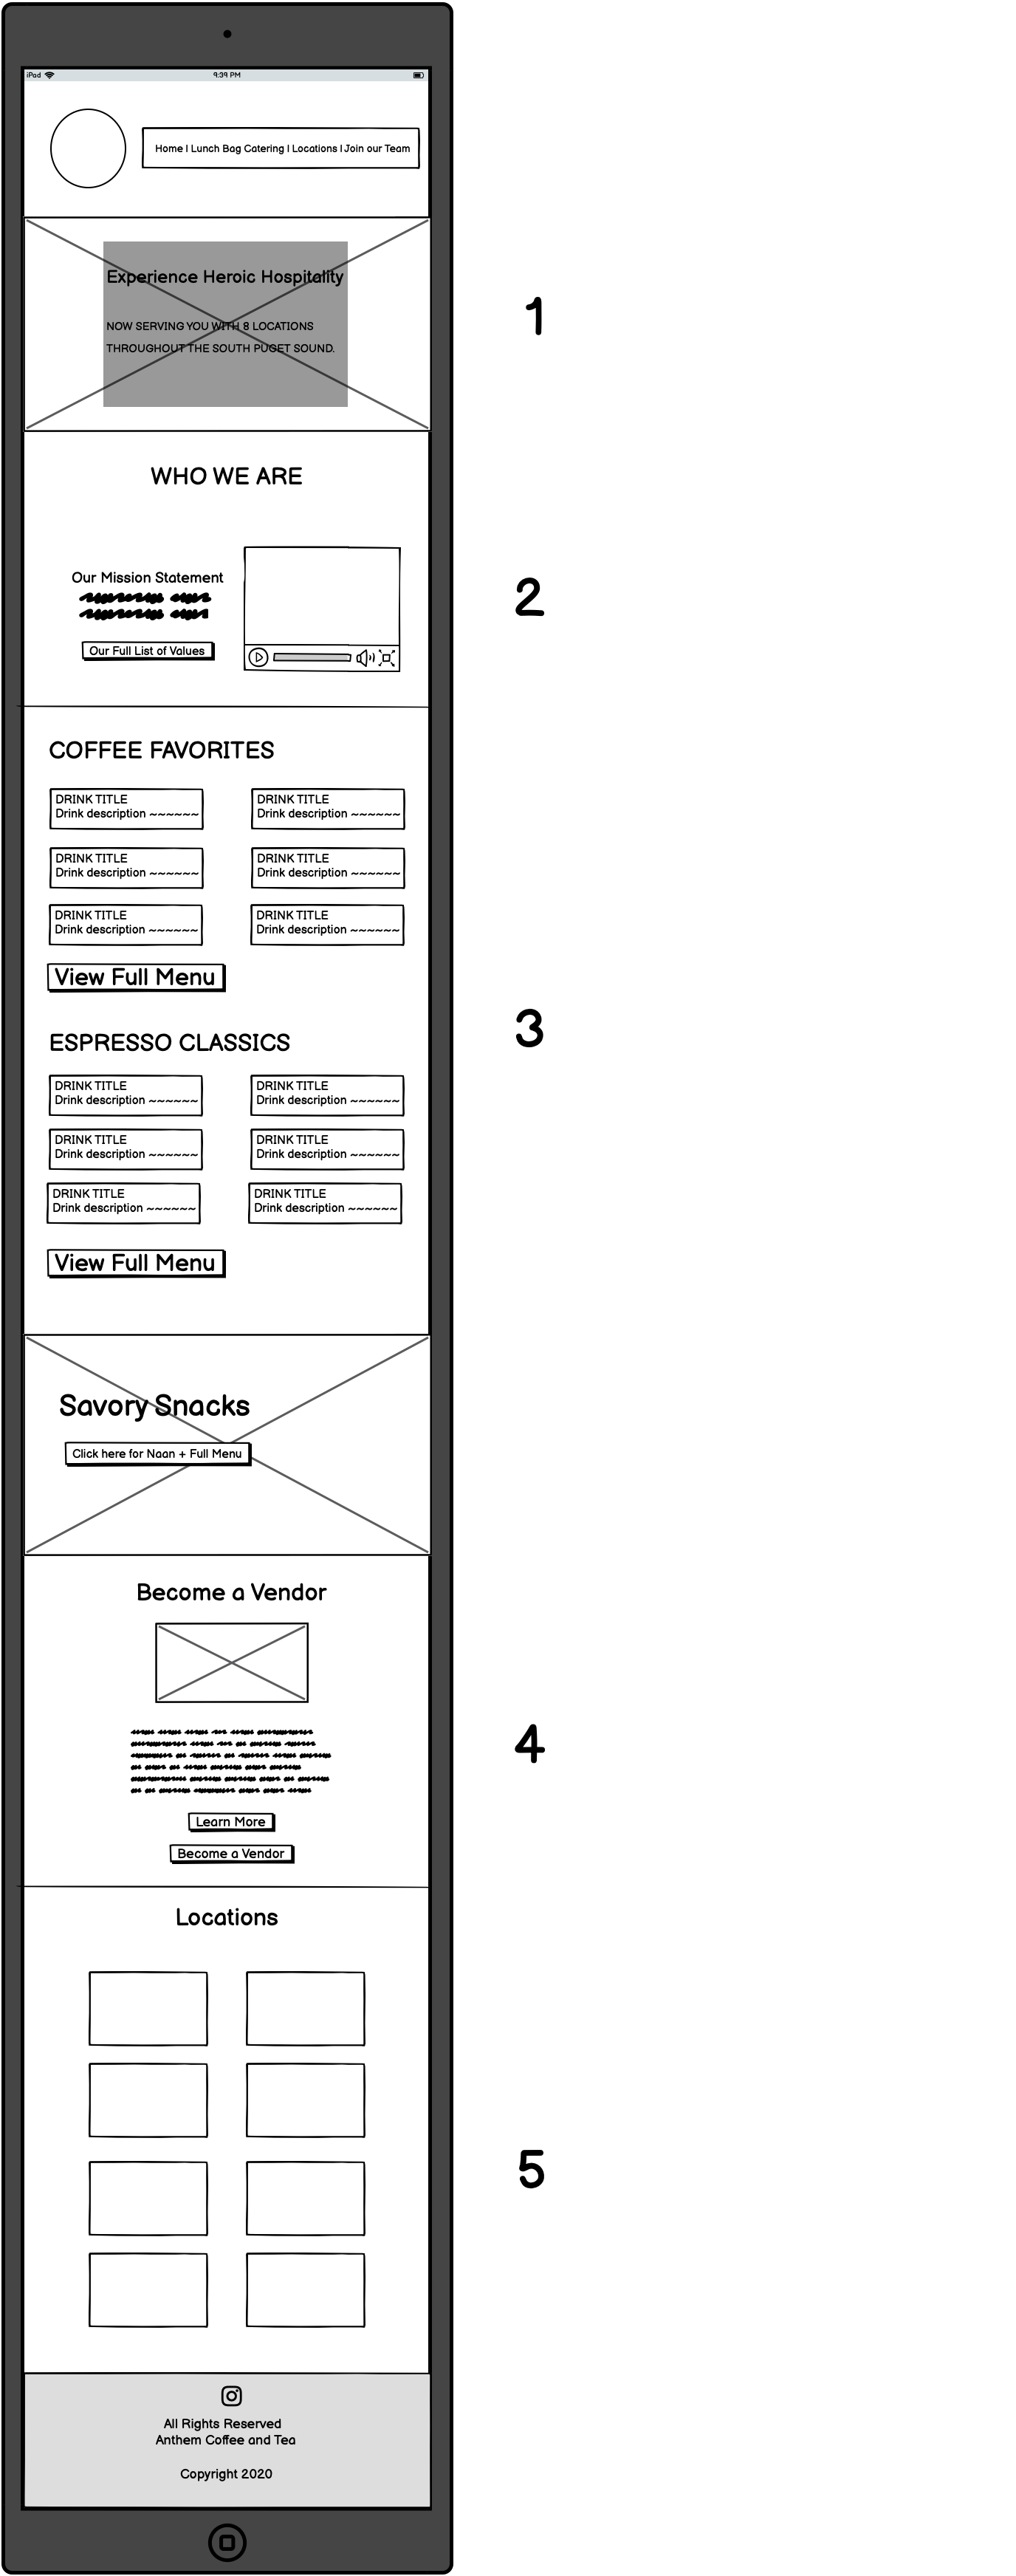 iPad
9:39 PM
Home | Lunch Bag Catering | Locations | Join our Team
Experience Heroic Hospitality
NOW SERVING YOU WITH 8 LOCATIONS
THROUGHOUT THE SOUTH PUGET SOUND.
1
WHO WE ARE
Our Mission Statement
Our Full List of Values
2
COFFEE FAVORITES
DRINK TITLE
Drink description ~~~~~~
DRINK TITLE
Drink description ~~~~~~
DRINK TITLE
Drink description ~~~~~~
DRINK TITLE
Drink description ~~~~~~
DRINK TITLE
Drink description ~~~~~~
DRINK TITLE
Drink description ~~~~~~
View Full Menu
3
ESPRESSO CLASSICS
DRINK TITLE
Drink description ~~~~~~
DRINK TITLE
Drink description ~~~~~~
DRINK TITLE
Drink description ~~~~~~
DRINK TITLE
Drink description ~~~~~~
DRINK TITLE
Drink description ~~~~~~
DRINK TITLE
Drink description ~~~~~~
View Full Menu
Savory Snacks
Click here for Naan + Full Menu
Become a Vendor
4
Learn More
Become a Vendor
Locations
5
All Rights Reserved
Anthem Coffee and Tea
Copyright 2020